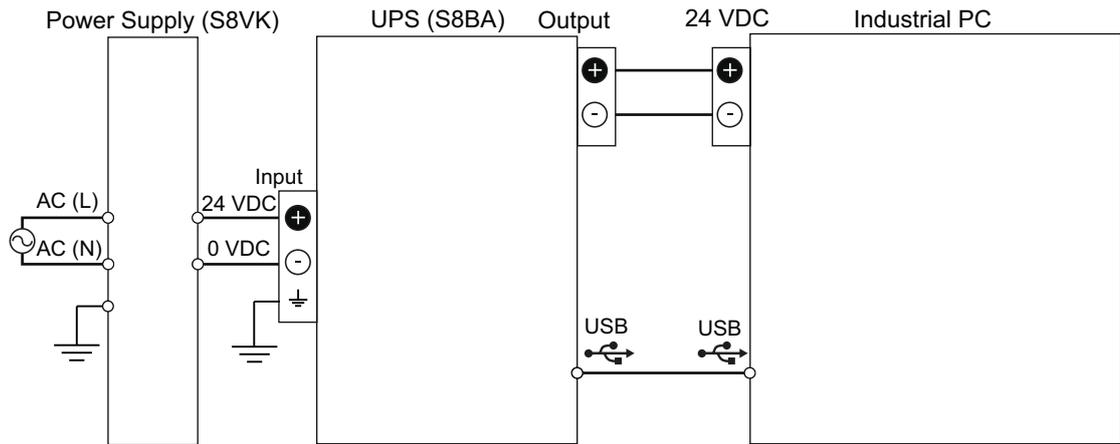 Power Supply (S8VK)
UPS (S8BA)
Output
24 VDC
Industrial PC
+
+
-
-
Input
AC (L)
24 VDC
+
AC (N)
0 VDC
-
USB
USB